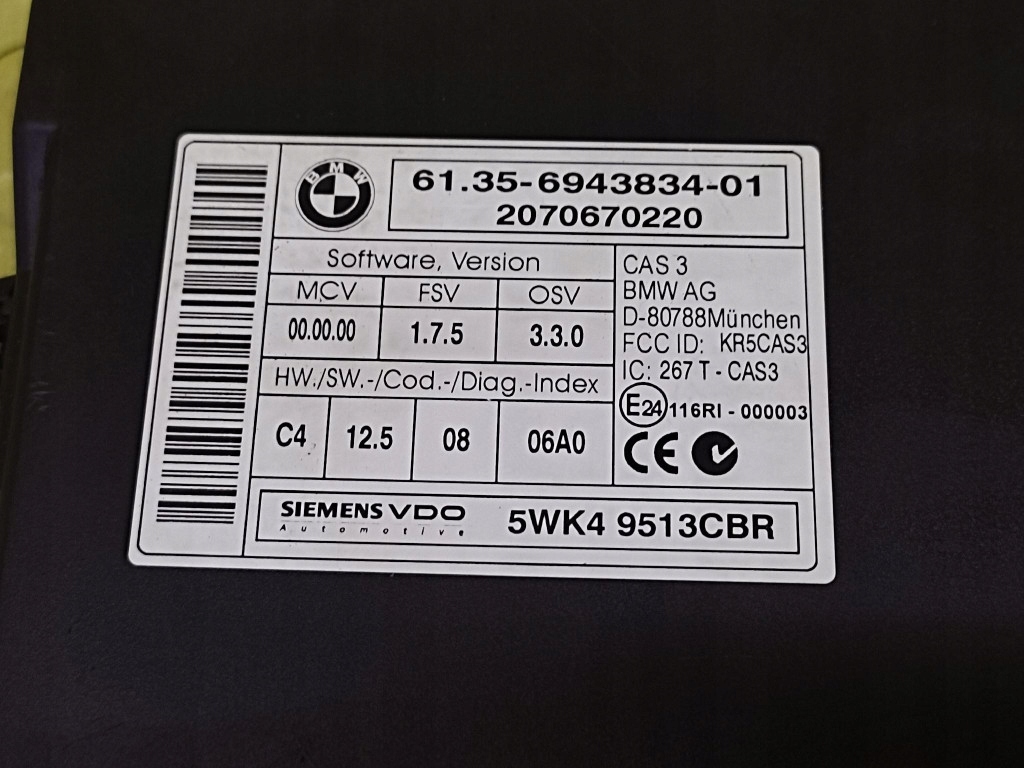 BMW
61.35-6943834-01
2070670220
Software, Version
MCV FSV OSV
00.00.00 1.7.5 3.3.0
HW./SW.-/Cod.-/Diag.-Index
C4 12.5 08 06A0
CAS 3
BMW AG
D-80788München
FCC ID: KR5CAS3
IC: 267 T - CAS3
E24 116RI - 000003
CE
SIEMENS VDO
Automotive
5WK4 9513CBR